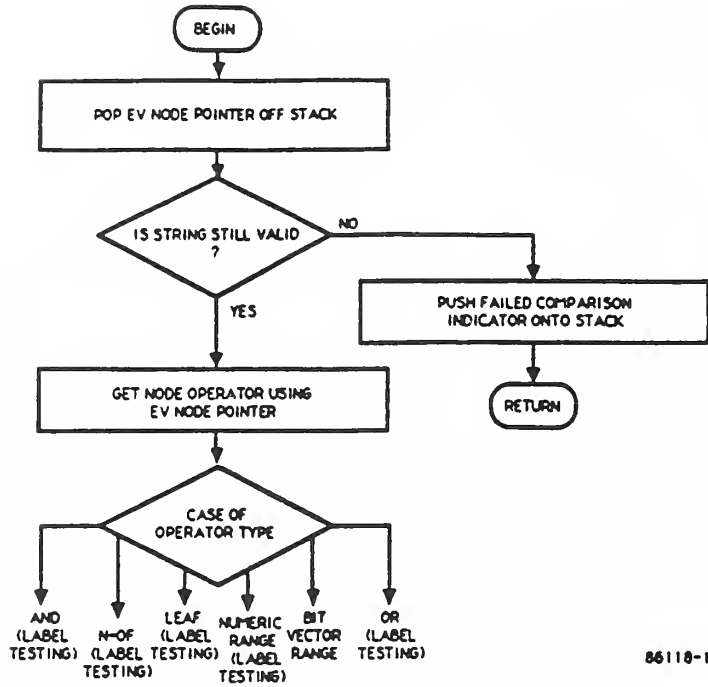 BEGIN
POP EV NODE POINTER OFF STACK
IS STRING STILL VALID
?
NO
YES
PUSH FAILED COMPARISON
INDICATOR ONTO STACK
GET NODE OPERATOR USING
EV NODE POINTER
RETURN
CASE OF
OPERATOR TYPE
AND
(LABEL
TESTING)
N-OF
(LABEL
TESTING)
LEAF
(LABEL
TESTING)
NUMERIC
RANGE
(LABEL
TESTING)
BIT
VECTOR
RANGE
OR
(LABEL
TESTING)
86118-1